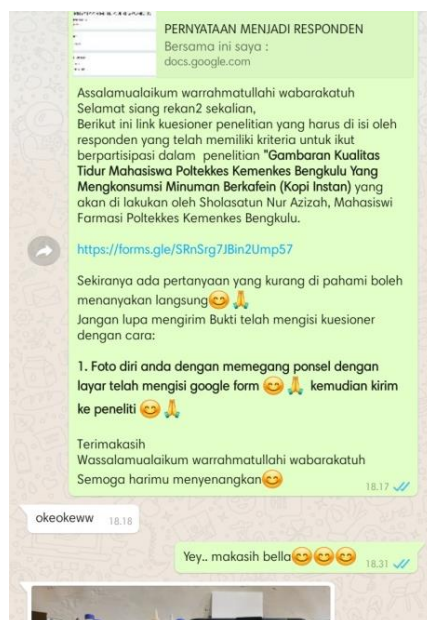 PERNYATAAN MENJADI RESPONDEN
Bersama ini saya :
docs.google.com
Assalamualaikum warrahmatullahi wabarakatuh
Selamat siang rekan2 sekalian,
Berikut ini link kuesioner penelitian yang harus di isi oleh
responden yang telah memiliki kriteria untuk ikut
berpartisipasi dalam penelitian "Gambaran Kualitas
Tidur Mahasiswa Poltekkes Kemenkes Bengkulu Yang
Mengkonsumsi Minuman Berkafein (Kopi Instan) yang
akan di lakukan oleh Sholasatun Nur Azizah, Mahasiswi
Farmasi Poltekkes Kemenkes Bengkulu.
https://forms.gle/SRnSrg7JBin2Ump57
Sekiranya ada pertanyaan yang kurang di pahami boleh
menanyakan langsung😊🙏
Jangan lupa mengirim Bukti telah mengisi kuesioner
dengan cara:
1. Foto diri anda dengan memegang ponsel dengan
layar telah mengisi google form 😊🙏 kemudian kirim
ke peneliti 😊🙏
Terimakasih
Wassalamualaikum warrahmatullahi wabarakatuh
Semoga harimu menyenangkan😊
18.17
okeokeww 18.18
Yey.. makasih bella😊😊😊 18.31